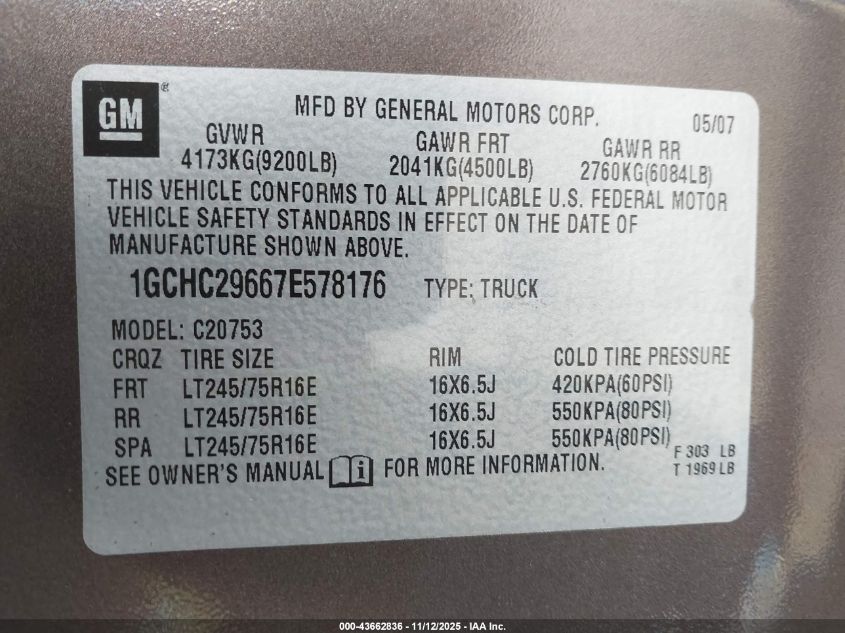 GM®
MFD BY GENERAL MOTORS CORP. 05/07
GVWR GAWR FRT GAWR RR
4173KG(9200LB) 2041KG(4500LB) 2760KG(6084LB)
THIS VEHICLE CONFORMS TO ALL APPLICABLE U.S. FEDERAL MOTOR
VEHICLE SAFETY STANDARDS IN EFFECT ON THE DATE OF
MANUFACTURE SHOWN ABOVE.
1GCHC29667E578176 TYPE: TRUCK
MODEL: C20753
CRQZ TIRE SIZE RIM COLD TIRE PRESSURE
FRT LT245/75R16E 16X6.5J 420KPA(60PSI)
RR LT245/75R16E 16X6.5J 550KPA(80PSI)
SPA LT245/75R16E 16X6.5J 550KPA(80PSI)
SEE OWNER'S MANUAL i FOR MORE INFORMATION.
F 303 LB
T 1969 LB
000-43662836 - 11/12/2025 - IAA Inc.